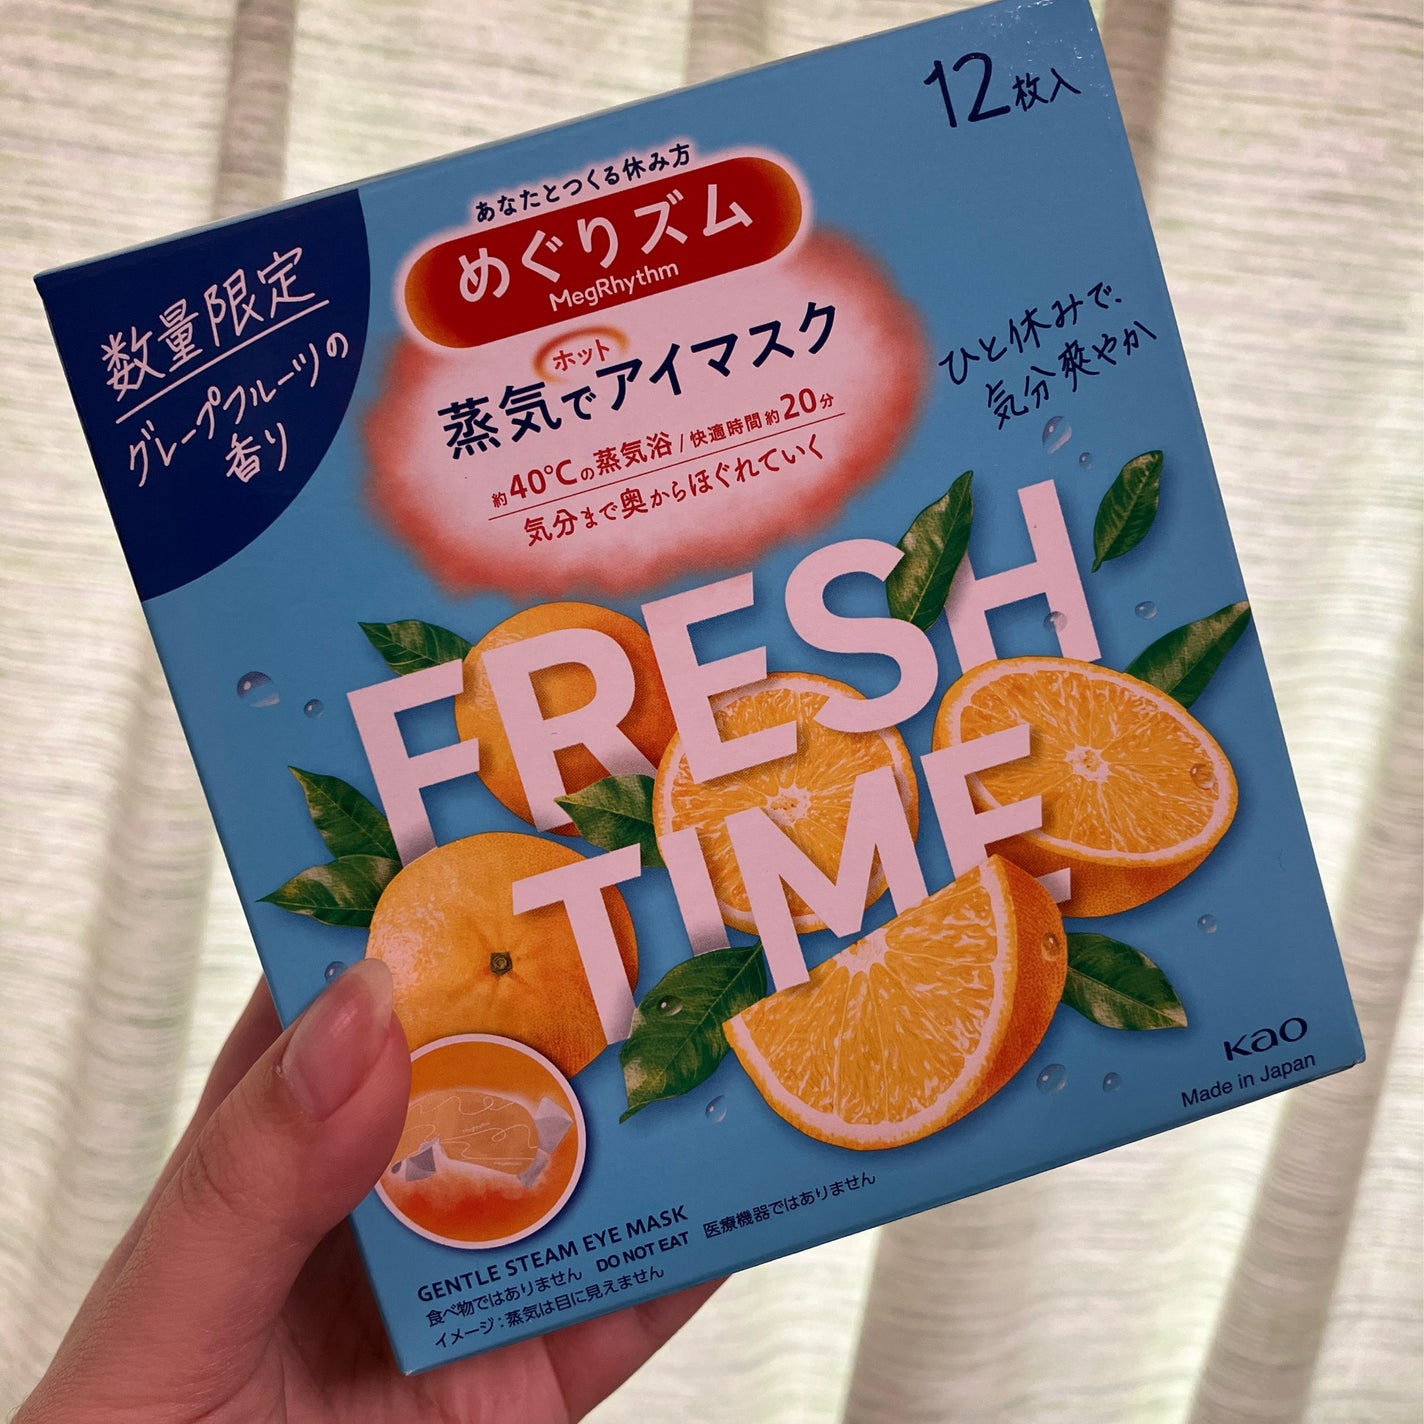 12枚入
あなたとつくる休み方
めぐりズム
MegRhythm
数量限定
グレープフルーツの
香り
ホット
蒸気でアイマスク
約40℃の蒸気浴/快適時間約20分
気分まで奥からほぐれていく
ひと休みで、
気分爽やか
FRESH
TIME
Kao
Made in Japan
GENTLE STEAM EYE MASK
食べ物ではありません DO NOT EAT 医療機器ではありません
イメージ:蒸気は目に見えません